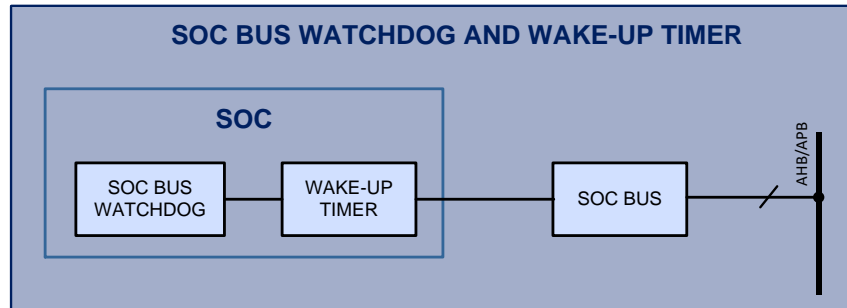 SOC BUS WATCHDOG AND WAKE-UP TIMER
SOC
SOC BUS
WATCHDOG
WAKE-UP
TIMER
SOC BUS
AHB/APB